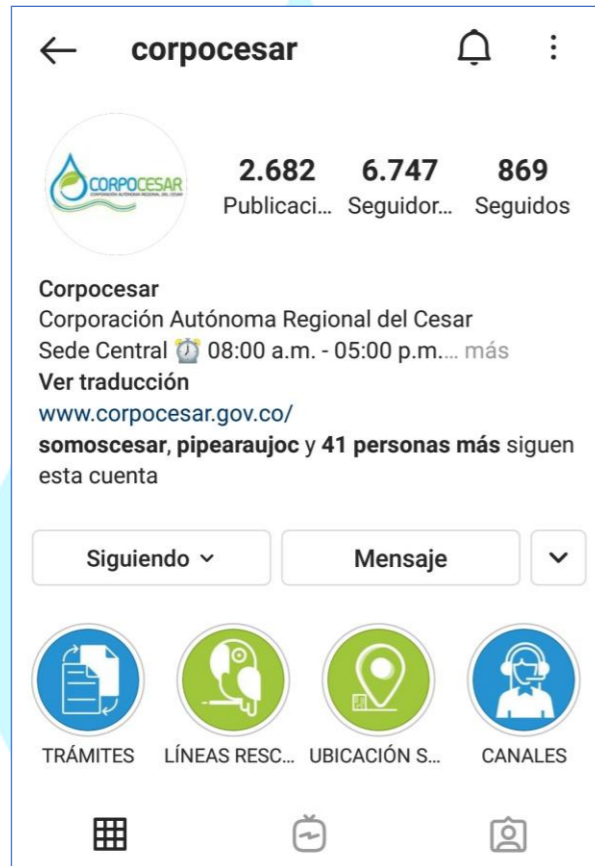 corpocesar
CORPOCESAR
CORPORACIÓN AUTÓNOMA REGIONAL DEL CESAR
2.682 6.747 869
Publicaci... Seguidor... Seguidos
Corpocesar
Corporación Autónoma Regional del Cesar
Sede Central ⏰ 08:00 a.m. - 05:00 p.m.... más
Ver traducción
www.corpocesar.gov.co/
somoscesar, pipearaujoc y 41 personas más siguen
esta cuenta
Siguiendo Mensaje
TRÁMITES LÍNEAS RESC... UBICACIÓN S... CANALES